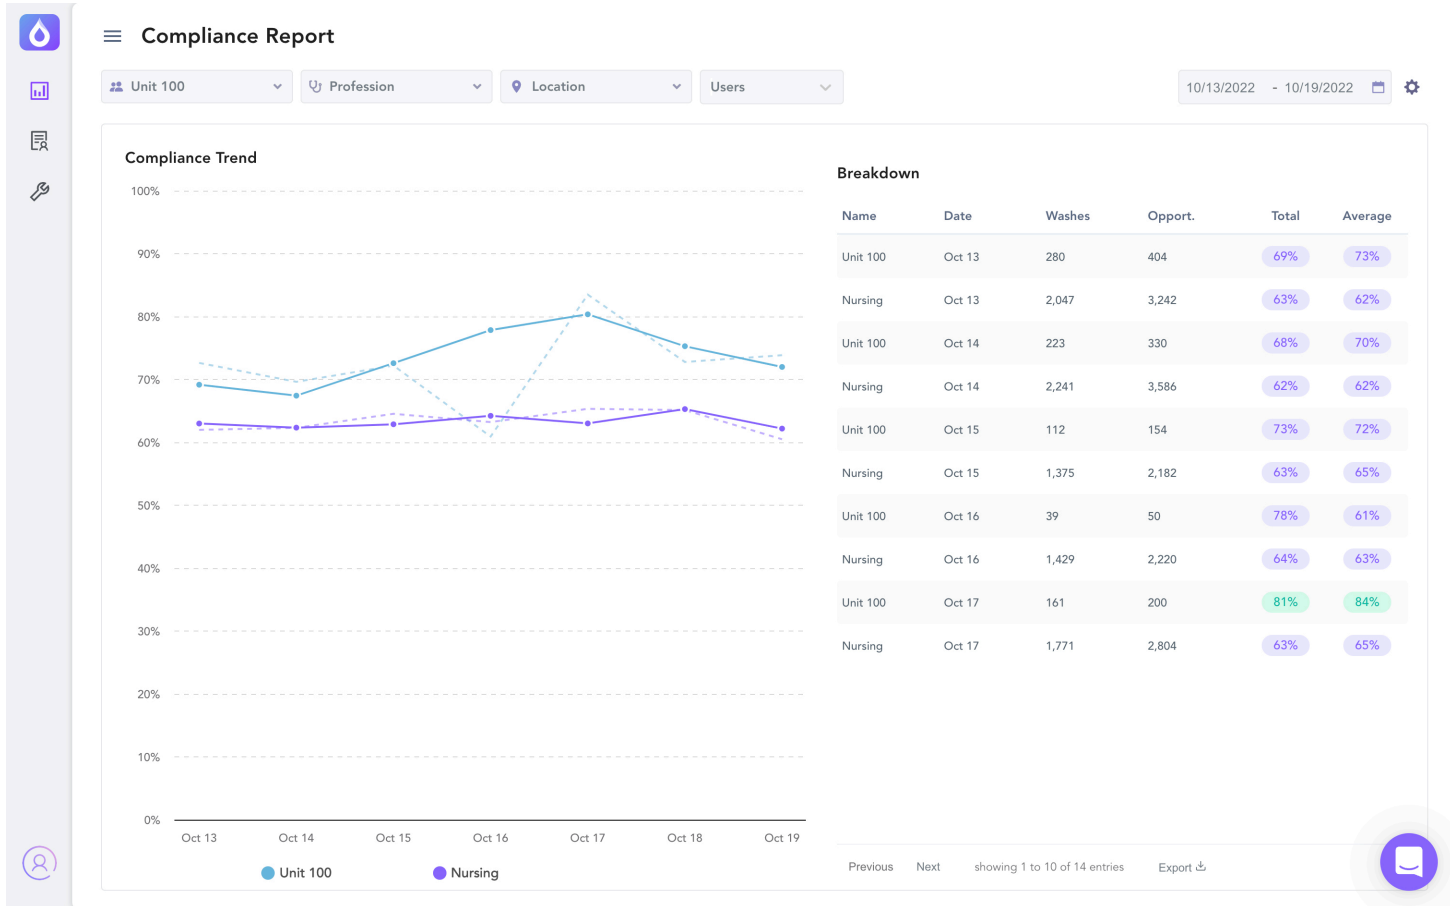 Compliance Report
Unit 100
Profession
Location
Users
10/13/2022 - 10/19/2022
Compliance Trend
100%
90%
80%
70%
60%
50%
40%
30%
20%
10%
0%
Oct 13 Oct 14 Oct 15 Oct 16 Oct 17 Oct 18 Oct 19
Unit 100 Nursing
Breakdown
Name Date Washes Opport. Total Average
Unit 100 Oct 13 280 404 69% 73%
Nursing Oct 13 2,047 3,242 63% 62%
Unit 100 Oct 14 223 330 68% 70%
Nursing Oct 14 2,241 3,586 62% 62%
Unit 100 Oct 15 112 154 73% 72%
Nursing Oct 15 1,375 2,182 63% 65%
Unit 100 Oct 16 39 50 78% 61%
Nursing Oct 16 1,429 2,220 64% 63%
Unit 100 Oct 17 161 200 81% 84%
Nursing Oct 17 1,771 2,804 63% 65%
Previous Next showing 1 to 10 of 14 entries Export